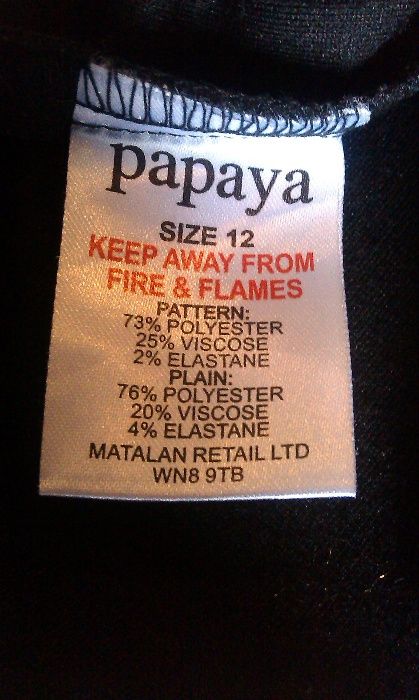 papaya
SIZE 12
KEEP AWAY FROM
FIRE & FLAMES
PATTERN:
73% POLYESTER
25% VISCOSE
2% ELASTANE
PLAIN:
76% POLYESTER
20% VISCOSE
4% ELASTANE
MATALAN RETAIL LTD
WN8 9TB